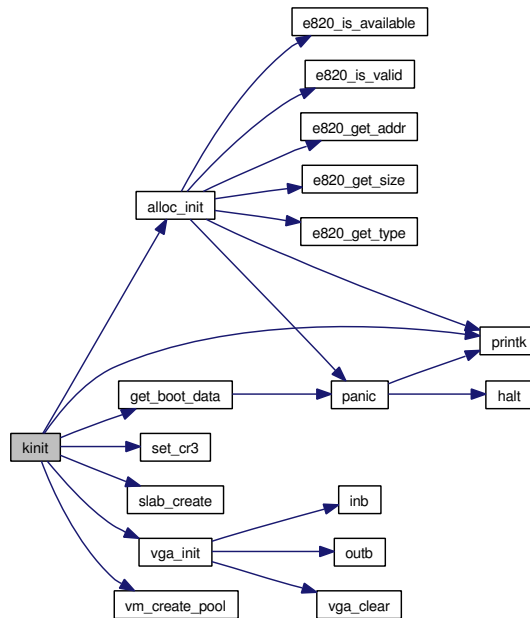 e820_is_available
e820_is_valid
e820_get_addr
e820_get_size
alloc_init
e820_get_type
printk
get_boot_data
panic
halt
kinit
set_cr3
slab_create
inb
vga_init
outb
vm_create_pool
vga_clear